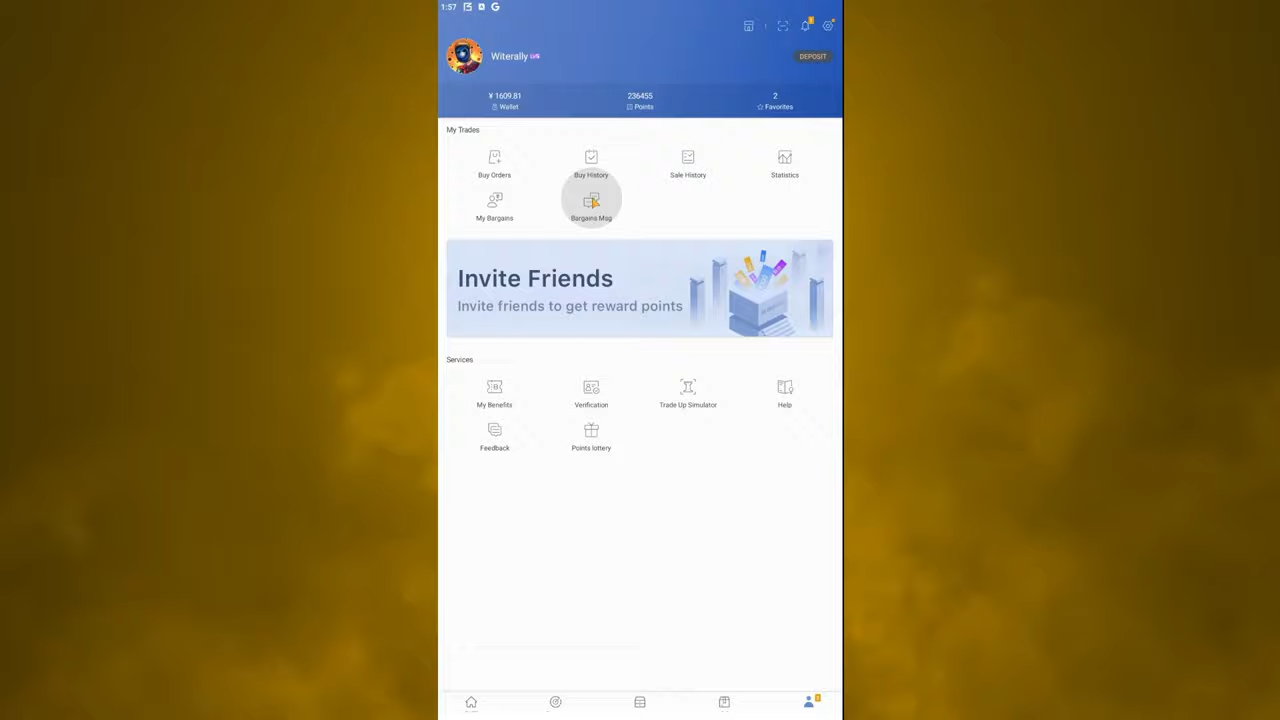 1:57
Witerally
DEPOSIT
¥ 1609.81
Wallet
236455
Points
2
Favorites
My Trades
Buy Orders
Buy History
Sale History
Statistics
My Bargains
Bargains Msg
Invite Friends
Invite friends to get reward points
Services
My Benefits
Verification
Trade Up Simulator
Help
Feedback
Points lottery